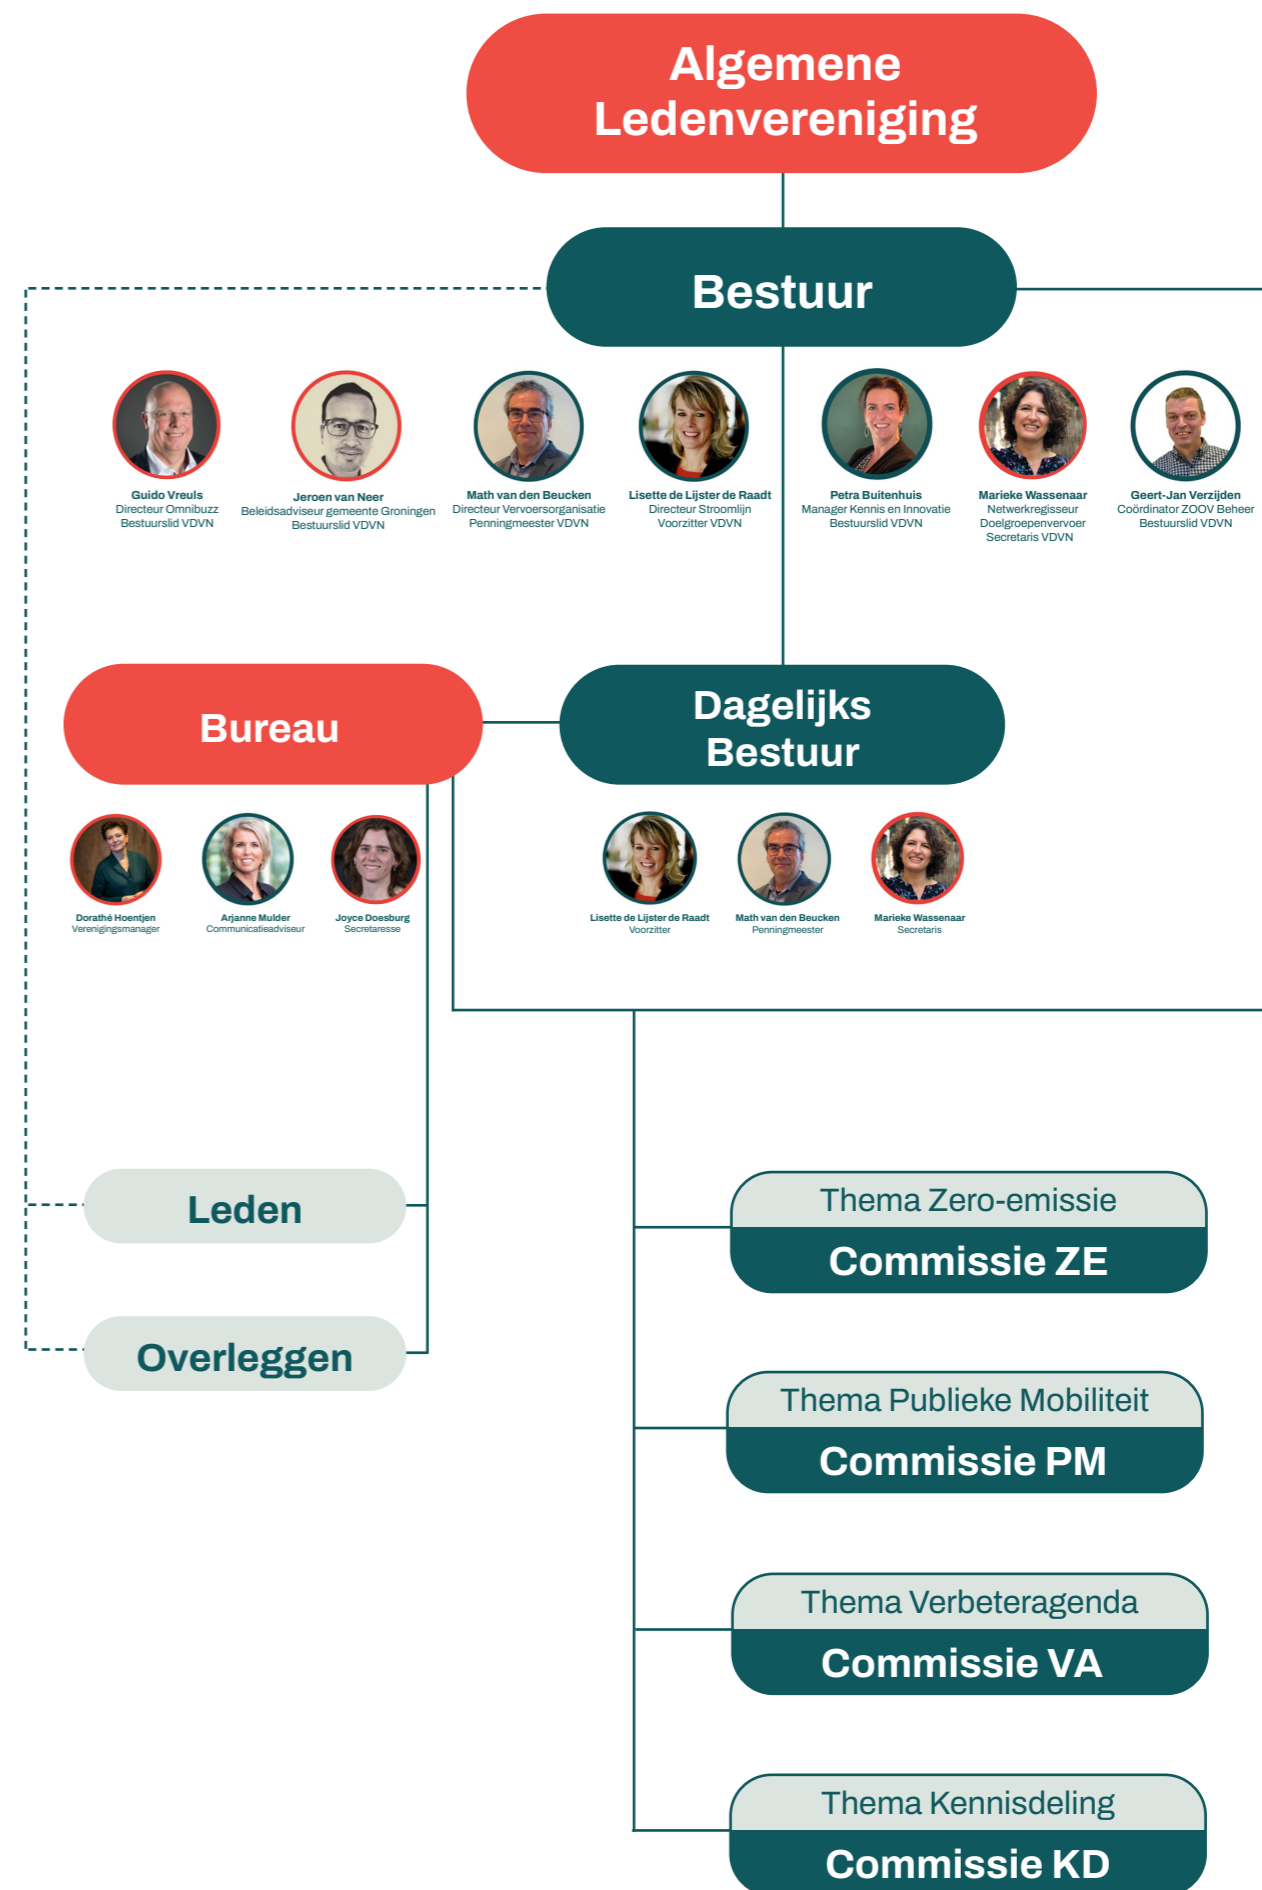 Algemene
Ledenvereniging
Bestuur
Guido Vreuls
Directeur Omnibuzz
Bestuurslid VDVN
Jeroen van Neer
Beleidsadviseur gemeente Groningen
Bestuurslid VDVN
Math van den Beucken
Directeur Vervoersorganisatie
Penningmeester VDVN
Lisette de Lijster de Raadt
Directeur Stroomlijn
Voorzitter VDVN
Petra Buitenhuis
Manager Kennis en Innovatie
Bestuurslid VDVN
Marieke Wassenaar
Netwerkregisseur
Doelgroepenvervoer
Secretaris VDVN
Geert-Jan Verzijden
Coördinator ZOOV Beheer
Bestuurslid VDVN
Bureau
Dagelijks
Bestuur
Dorathé Hoentjen
Verenigingsmanager
Arjanne Mulder
Communicatieadviseur
Joyce Doesburg
Secretaresse
Lisette de Lijster de Raadt
Voorzitter
Math van den Beucken
Penningmeester
Marieke Wassenaar
Secretaris
Leden
Overleggen
Thema Zero-emissie
Commissie ZE
Thema Publieke Mobiliteit
Commissie PM
Thema Verbeteragenda
Commissie VA
Thema Kennisdeling
Commissie KD